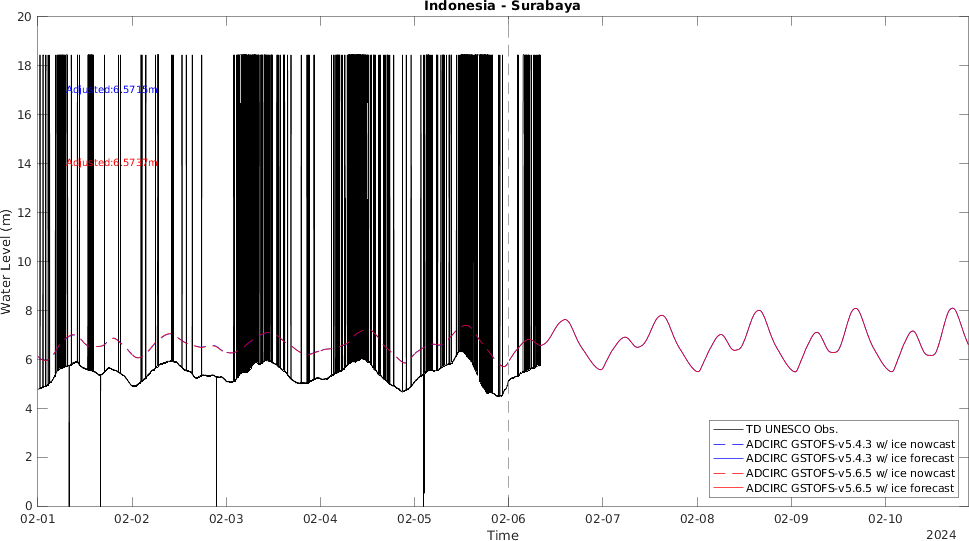 Indonesia - Surabaya
20
18
16
14
12
10
8
6
4
2
0
Water Level (m)
Adjusted:6.5715m
Adjusted:6.5737m
TD UNESCO Obs.
ADCIRC GSTOFS-v5.4.3 w/ ice nowcast
ADCIRC GSTOFS-v5.4.3 w/ ice forecast
ADCIRC GSTOFS-v5.6.5 w/ ice nowcast
ADCIRC GSTOFS-v5.6.5 w/ ice forecast
02-01 02-02 02-03 02-04 02-05 02-06 02-07 02-08 02-09 02-10
Time
2024